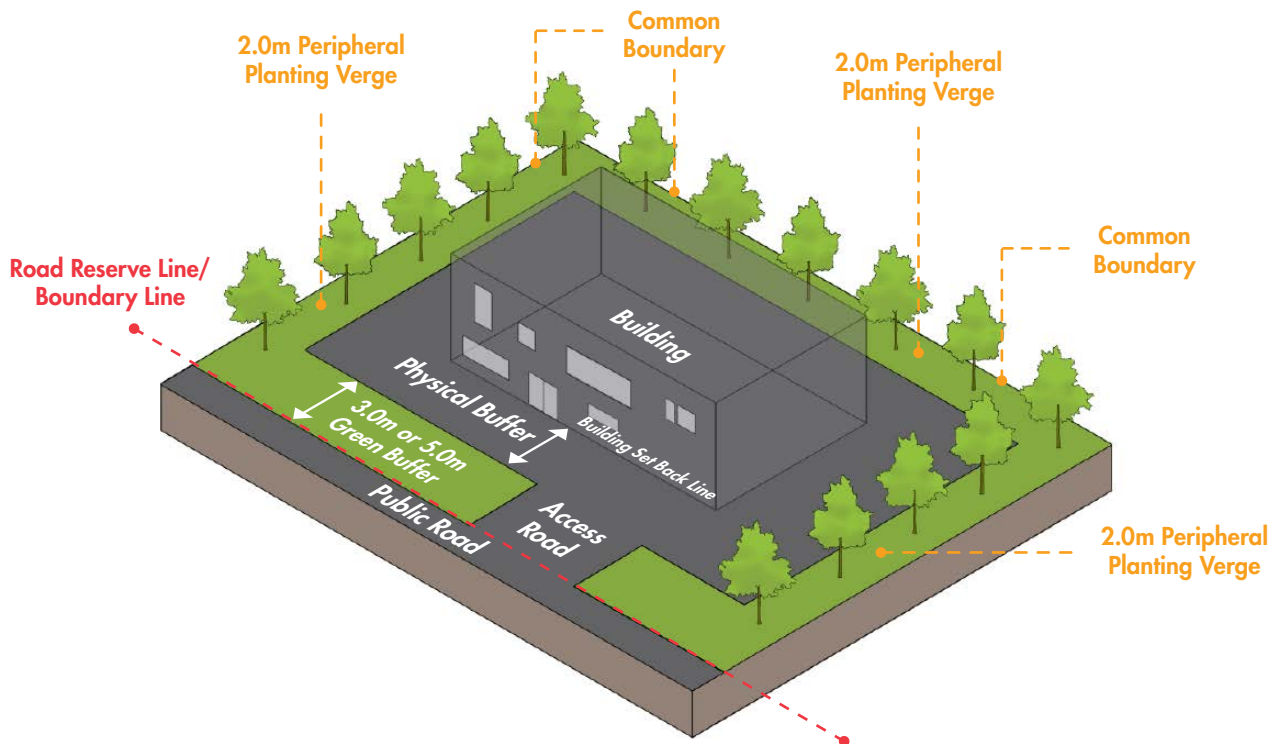 Common
Boundary
2.0m Peripheral
Planting Verge
2.0m Peripheral
Planting Verge
Common
Boundary
Road Reserve Line/
Boundary Line
Building
Physical Buffer
3.0m or 5.0m
Green Buffer
Building Set Back Line
Public Road
Access
Road
2.0m Peripheral
Planting Verge